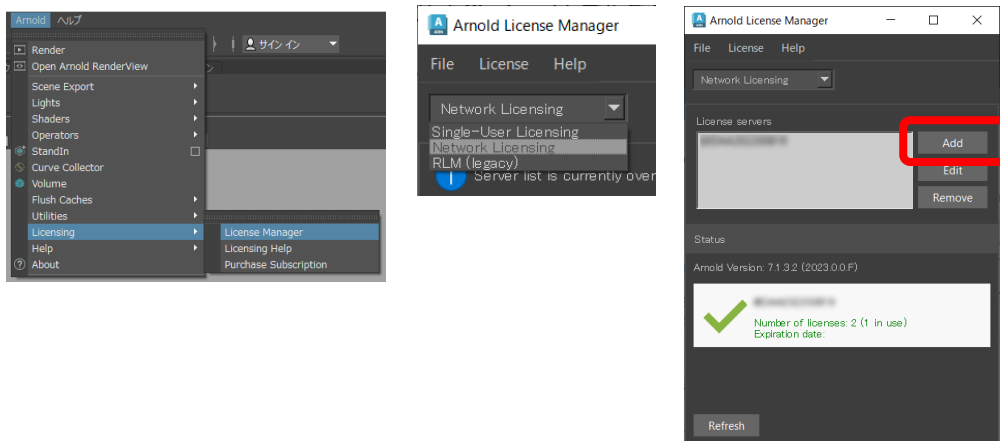 Arnold ヘルプ
サイン イン
Render
Open Arnold RenderView
Scene Export
Lights
Shaders
Operators
StandIn
Curve Collector
Volume
Flush Caches
Utilities
Licensing
Help
About
License Manager
Licensing Help
Purchase Subscription
Arnold License Manager
File License Help
Network Licensing
Single-User Licensing
Network Licensing
RLM (legacy)
Server list is currently over
Arnold License Manager
File License Help
Network Licensing
License servers
Add
Edit
Remove
Status
Arnold Version: 7.1.3.2 (2023.0.0.F)
Number of licenses: 2 (1 in use)
Expiration date:
Refresh